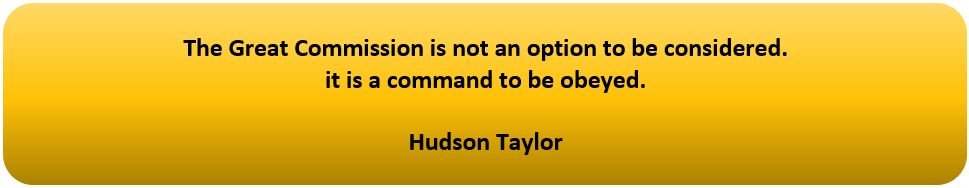 The Great Commission is not an option to be considered.
it is a command to be obeyed.
Hudson Taylor